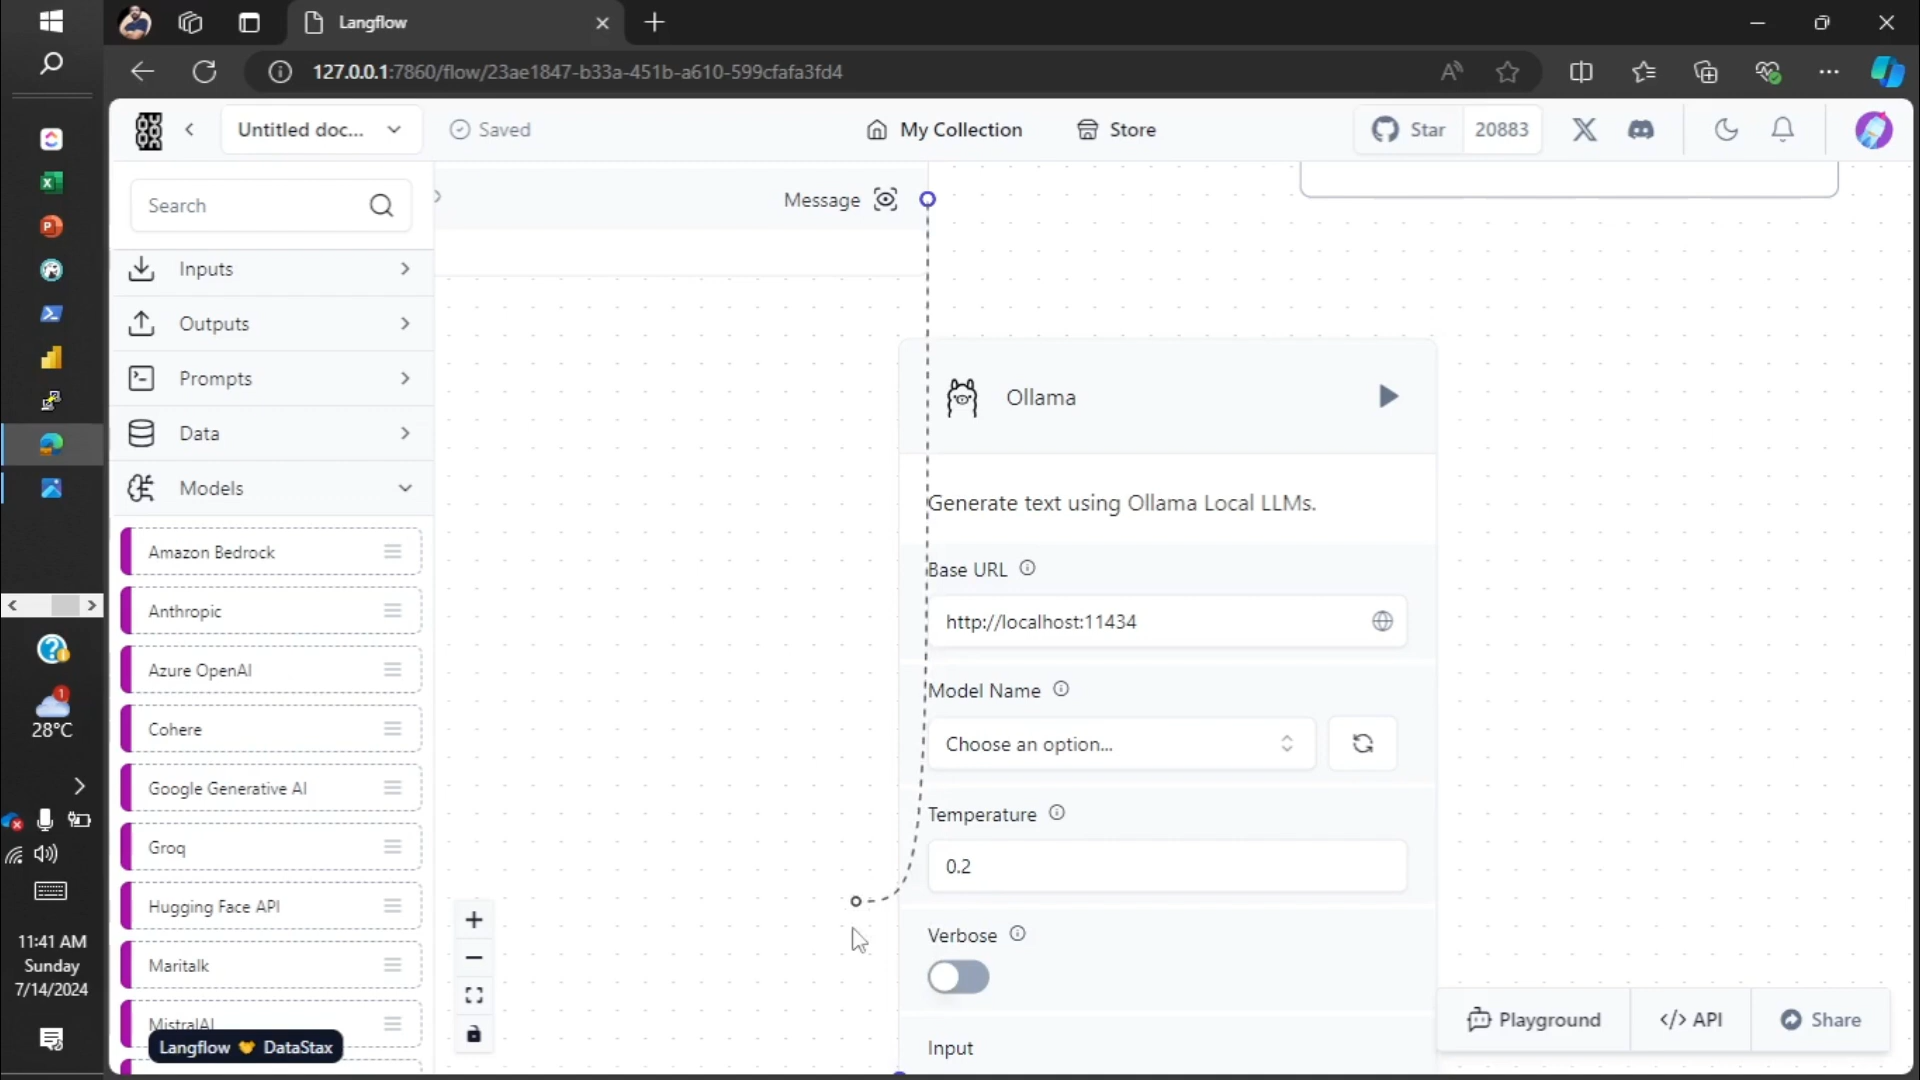 Langflow
127.0.0.1:7860/flow/23ae1847-b33a-451b-a610-599cfafa3fd4
Untitled doc...
Saved
My Collection
Store
Star
20883
Search
Inputs
Outputs
Prompts
Data
Models
Amazon Bedrock
Anthropic
Azure OpenAI
Cohere
Google Generative AI
Groq
Hugging Face API
Maritalk
MistralAI
Langflow 🤝 DataStax
Message
Ollama
Generate text using Ollama Local LLMs.
Base URL
http://localhost:11434
Model Name
Choose an option...
Temperature
0.2
Verbose
Input
Playground
</> API
Share
1
28°C
11:41 AM
Sunday
7/14/2024